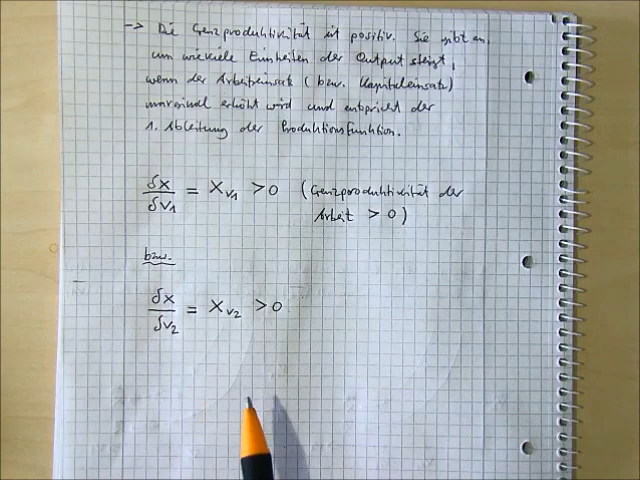 -> Die Grenzproduktivität ist positiv. Sie gibt an,
um wieviele Einheiten der Output steigt,
wenn der Arbeitseinsatz (bzw. Kapitaleinsatz)
marginal erhöht wird und entspricht der
1. Ableitung der Produktionsfunktion.
δx/δv₁ = x_v₁ > 0 (Grenzproduktivität der
Arbeit > 0)
bzw.
δx/δv₂ = x_v₂ > 0